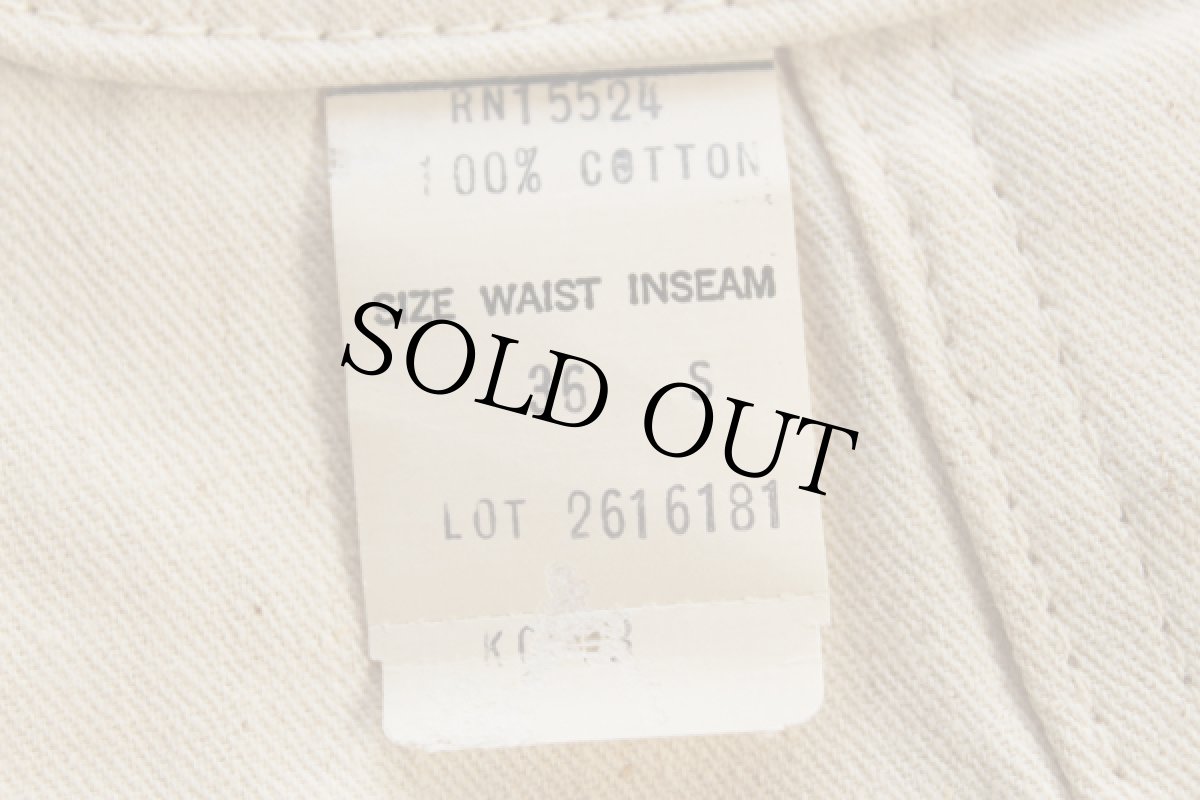 RN15524
100% COTTON
SIZE WAIST INSEAM
36 S
SOLD OUT
LOT 2616181